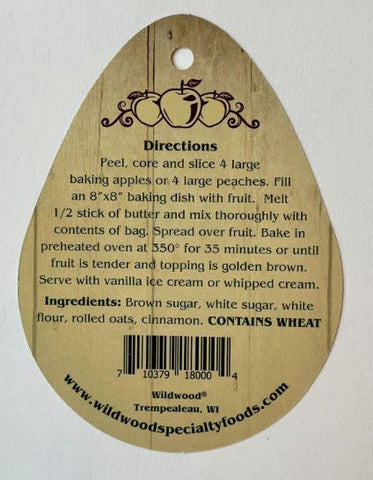 Directions
Peel, core and slice 4 large
baking apples or 4 large peaches. Fill
an 8"x8" baking dish with fruit. Melt
1/2 stick of butter and mix thoroughly with
contents of bag. Spread over fruit. Bake in
preheated oven at 350° for 35 minutes or until
fruit is tender and topping is golden brown.
Serve with vanilla ice cream or whipped cream.
Ingredients: Brown sugar, white sugar, white
flour, rolled oats, cinnamon. CONTAINS WHEAT
7 10379 18000 4
Wildwood®
Trempealeau, WI
www.wildwoodspecialtyfoods.com